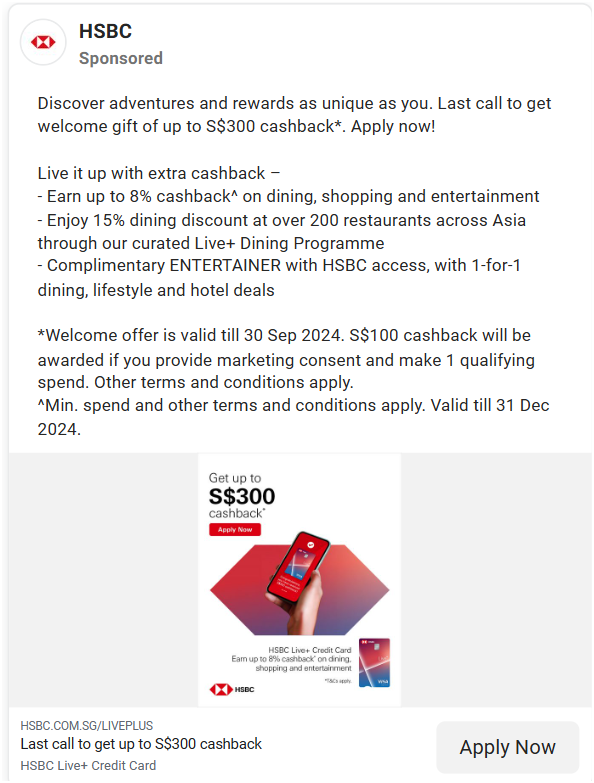 HSBC
Sponsored
Discover adventures and rewards as unique as you. Last call to get
welcome gift of up to S$300 cashback*. Apply now!
Live it up with extra cashback –
- Earn up to 8% cashback^ on dining, shopping and entertainment
- Enjoy 15% dining discount at over 200 restaurants across Asia
through our curated Live+ Dining Programme
- Complimentary ENTERTAINER with HSBC access, with 1-for-1
dining, lifestyle and hotel deals
*Welcome offer is valid till 30 Sep 2024. S$100 cashback will be
awarded if you provide marketing consent and make 1 qualifying
spend. Other terms and conditions apply.
^Min. spend and other terms and conditions apply. Valid till 31 Dec
2024.
Get up to
S$300
cashback*
Apply Now
VISA
HSBC Live+ Credit Card
Earn up to 8% cashback^ on dining,
shopping and entertainment
*T&Cs apply.
VISA
HSBC
HSBC.COM.SG/LIVEPLUS
Last call to get up to S$300 cashback
HSBC Live+ Credit Card
Apply Now